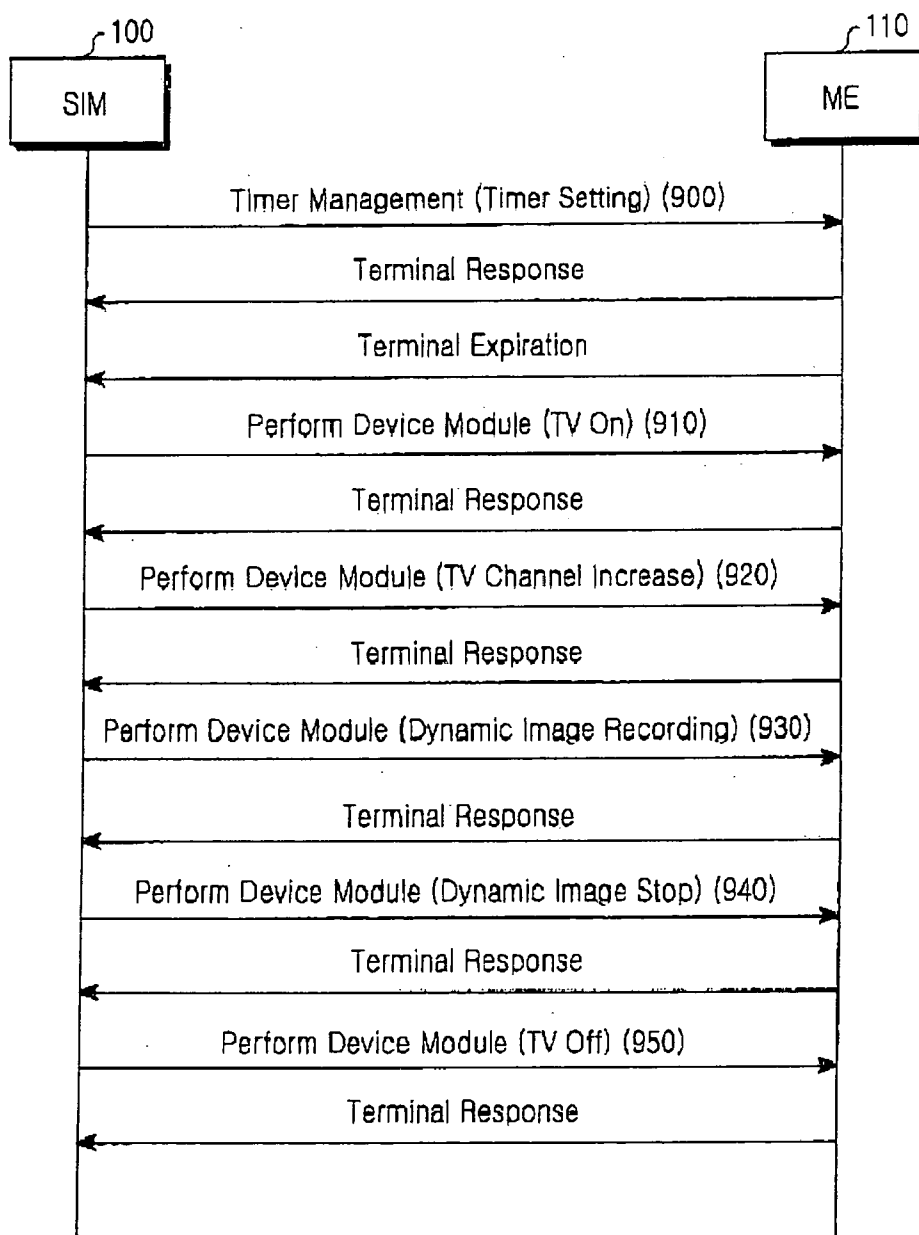 100
110
SIM
ME
Timer Management (Timer Setting) (900)
Terminal Response
Terminal Expiration
Perform Device Module (TV On) (910)
Terminal Response
Perform Device Module (TV Channel Increase) (920)
Terminal Response
Perform Device Module (Dynamic Image Recording) (930)
Terminal Response
Perform Device Module (Dynamic Image Stop) (940)
Terminal Response
Perform Device Module (TV Off) (950)
Terminal Response